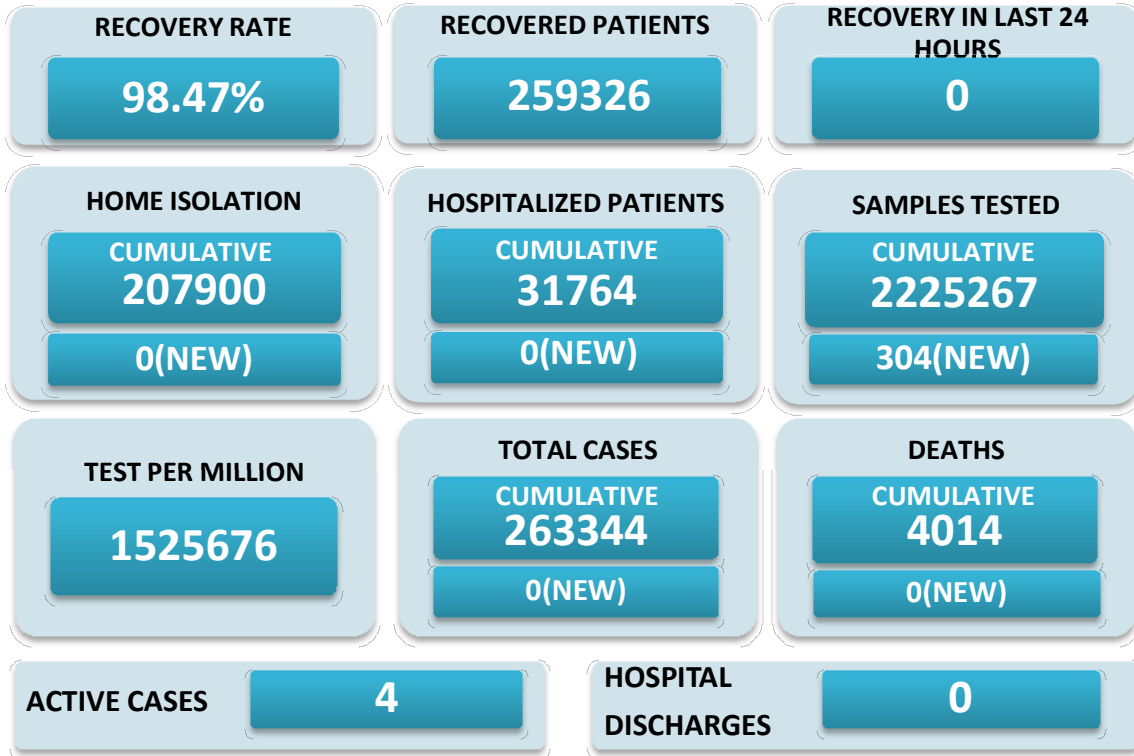 RECOVERY RATE
98.47%
RECOVERED PATIENTS
259326
RECOVERY IN LAST 24
HOURS
0
HOME ISOLATION
CUMULATIVE
207900
0(NEW)
HOSPITALIZED PATIENTS
CUMULATIVE
31764
0(NEW)
SAMPLES TESTED
CUMULATIVE
2225267
304(NEW)
TEST PER MILLION
1525676
TOTAL CASES
CUMULATIVE
263344
0(NEW)
DEATHS
CUMULATIVE
4014
0(NEW)
ACTIVE CASES
4
HOSPITAL
DISCHARGES
0